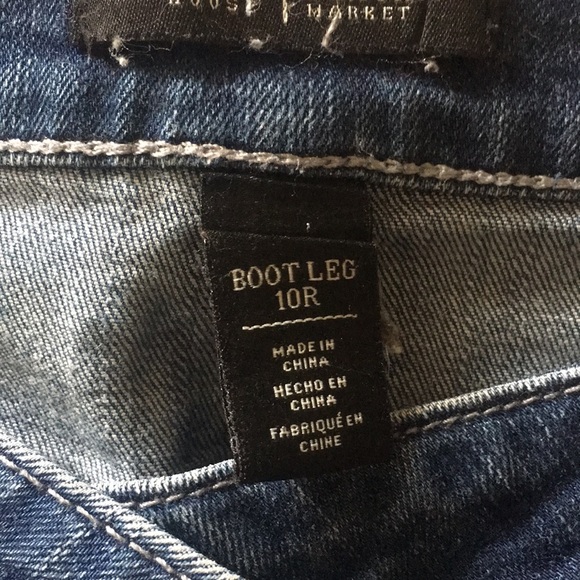 MARKET
BOOT LEG
10R
MADE IN
CHINA
HECHO EN
CHINA
FABRIQUÉ EN
CHINE